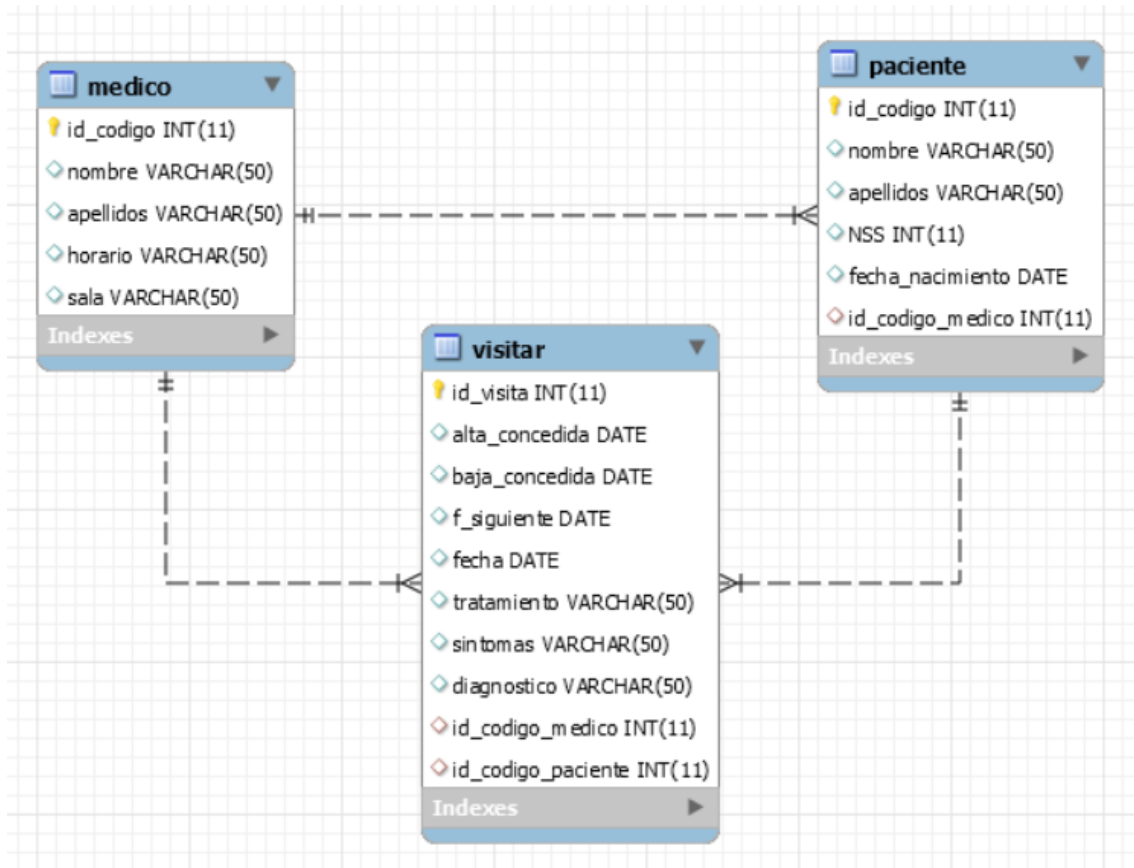 medico
id_codigo INT(11)
nombre VARCHAR(50)
apellidos VARCHAR(50)
horario VARCHAR(50)
sala VARCHAR(50)
Indexes
paciente
id_codigo INT(11)
nombre VARCHAR(50)
apellidos VARCHAR(50)
NSS INT(11)
fecha_nacimiento DATE
id_codigo_medico INT(11)
Indexes
visitar
id_visita INT(11)
alta_concedida DATE
baja_concedida DATE
f_siguiente DATE
fecha DATE
tratamiento VARCHAR(50)
sintomas VARCHAR(50)
diagnostico VARCHAR(50)
id_codigo_medico INT(11)
id_codigo_paciente INT(11)
Indexes